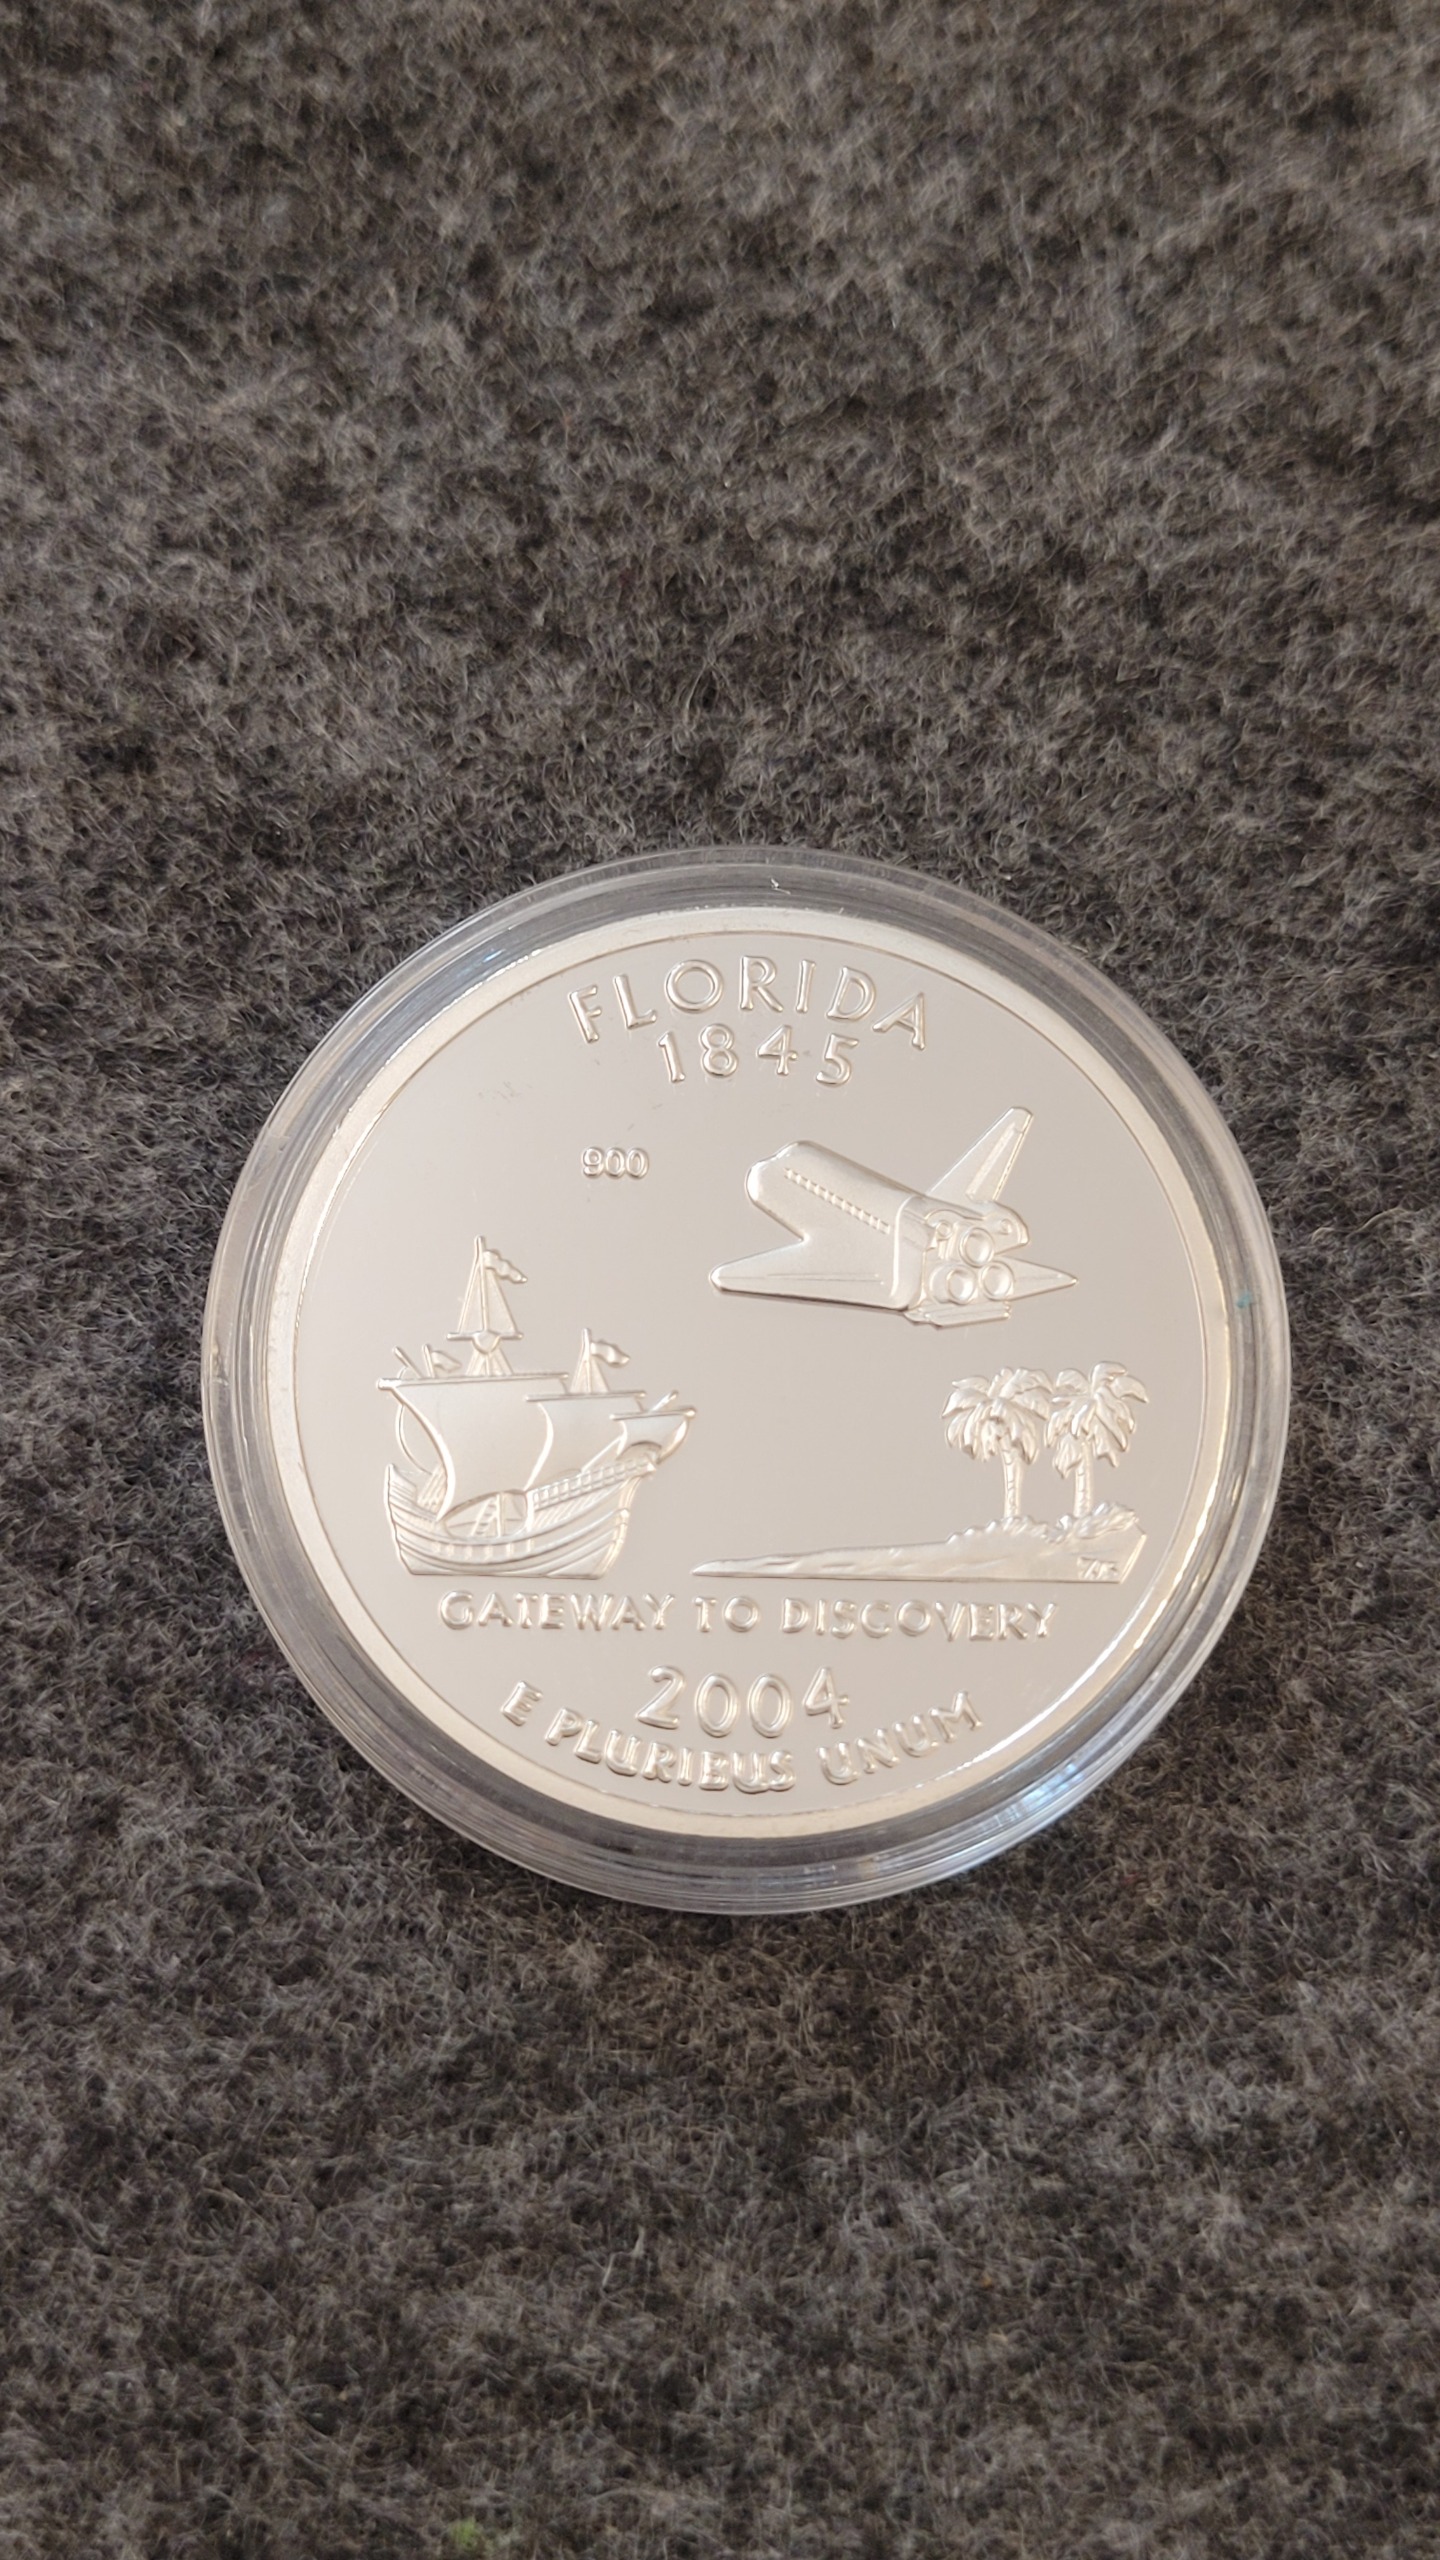 FLORIDA
1845
900
GATEWAY TO DISCOVERY
2004
E PLURIBUS UNUM